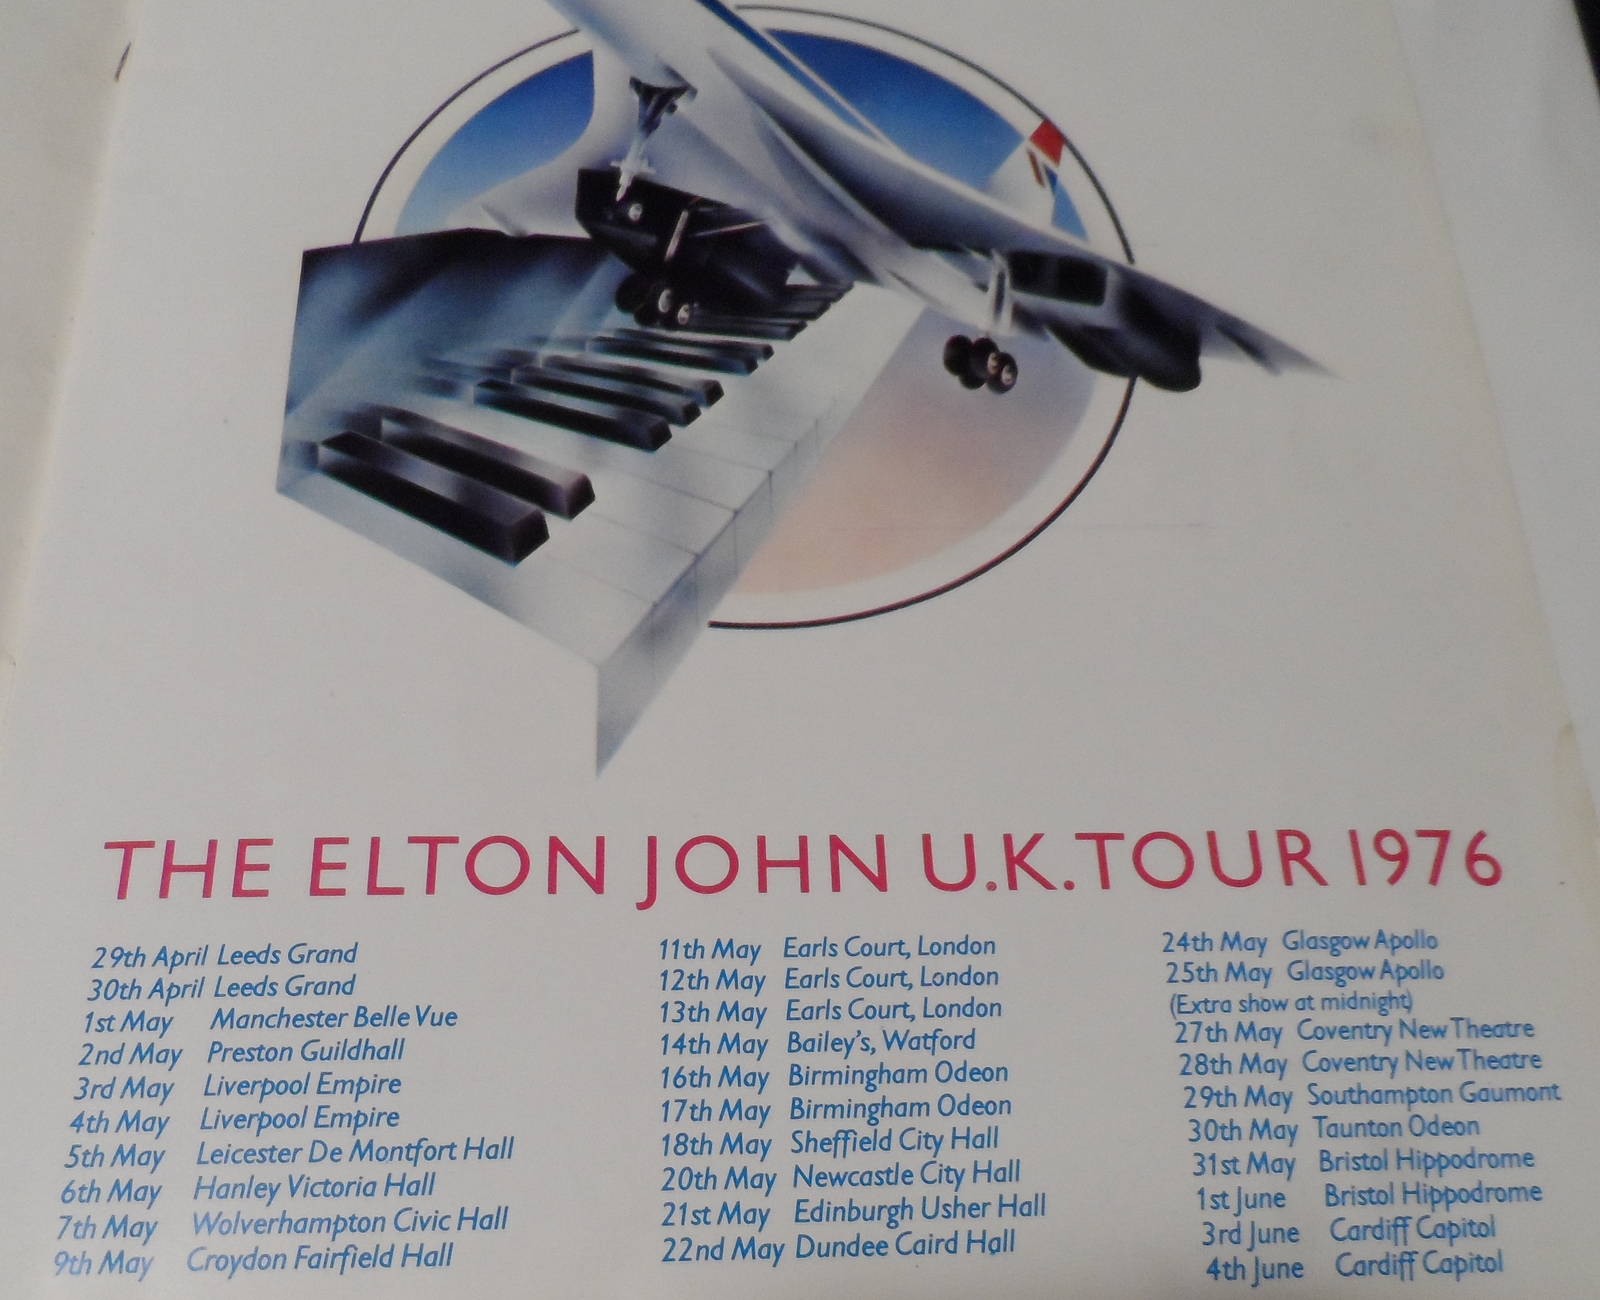 THE ELTON JOHN U.K. TOUR 1976
29th April Leeds Grand
30th April Leeds Grand
1st May Manchester Belle Vue
2nd May Preston Guildhall
3rd May Liverpool Empire
4th May Liverpool Empire
5th May Leicester De Montfort Hall
6th May Hanley Victoria Hall
7th May Wolverhampton Civic Hall
9th May Croydon Fairfield Hall
11th May Earls Court, London
12th May Earls Court, London
13th May Earls Court, London
14th May Bailey's, Watford
16th May Birmingham Odeon
17th May Birmingham Odeon
18th May Sheffield City Hall
20th May Newcastle City Hall
21st May Edinburgh Usher Hall
22nd May Dundee Caird Hall
24th May Glasgow Apollo
25th May Glasgow Apollo
(Extra show at midnight)
27th May Coventry New Theatre
28th May Coventry New Theatre
29th May Southampton Gaumont
30th May Taunton Odeon
31st May Bristol Hippodrome
1st June Bristol Hippodrome
3rd June Cardiff Capitol
4th June Cardiff Capitol